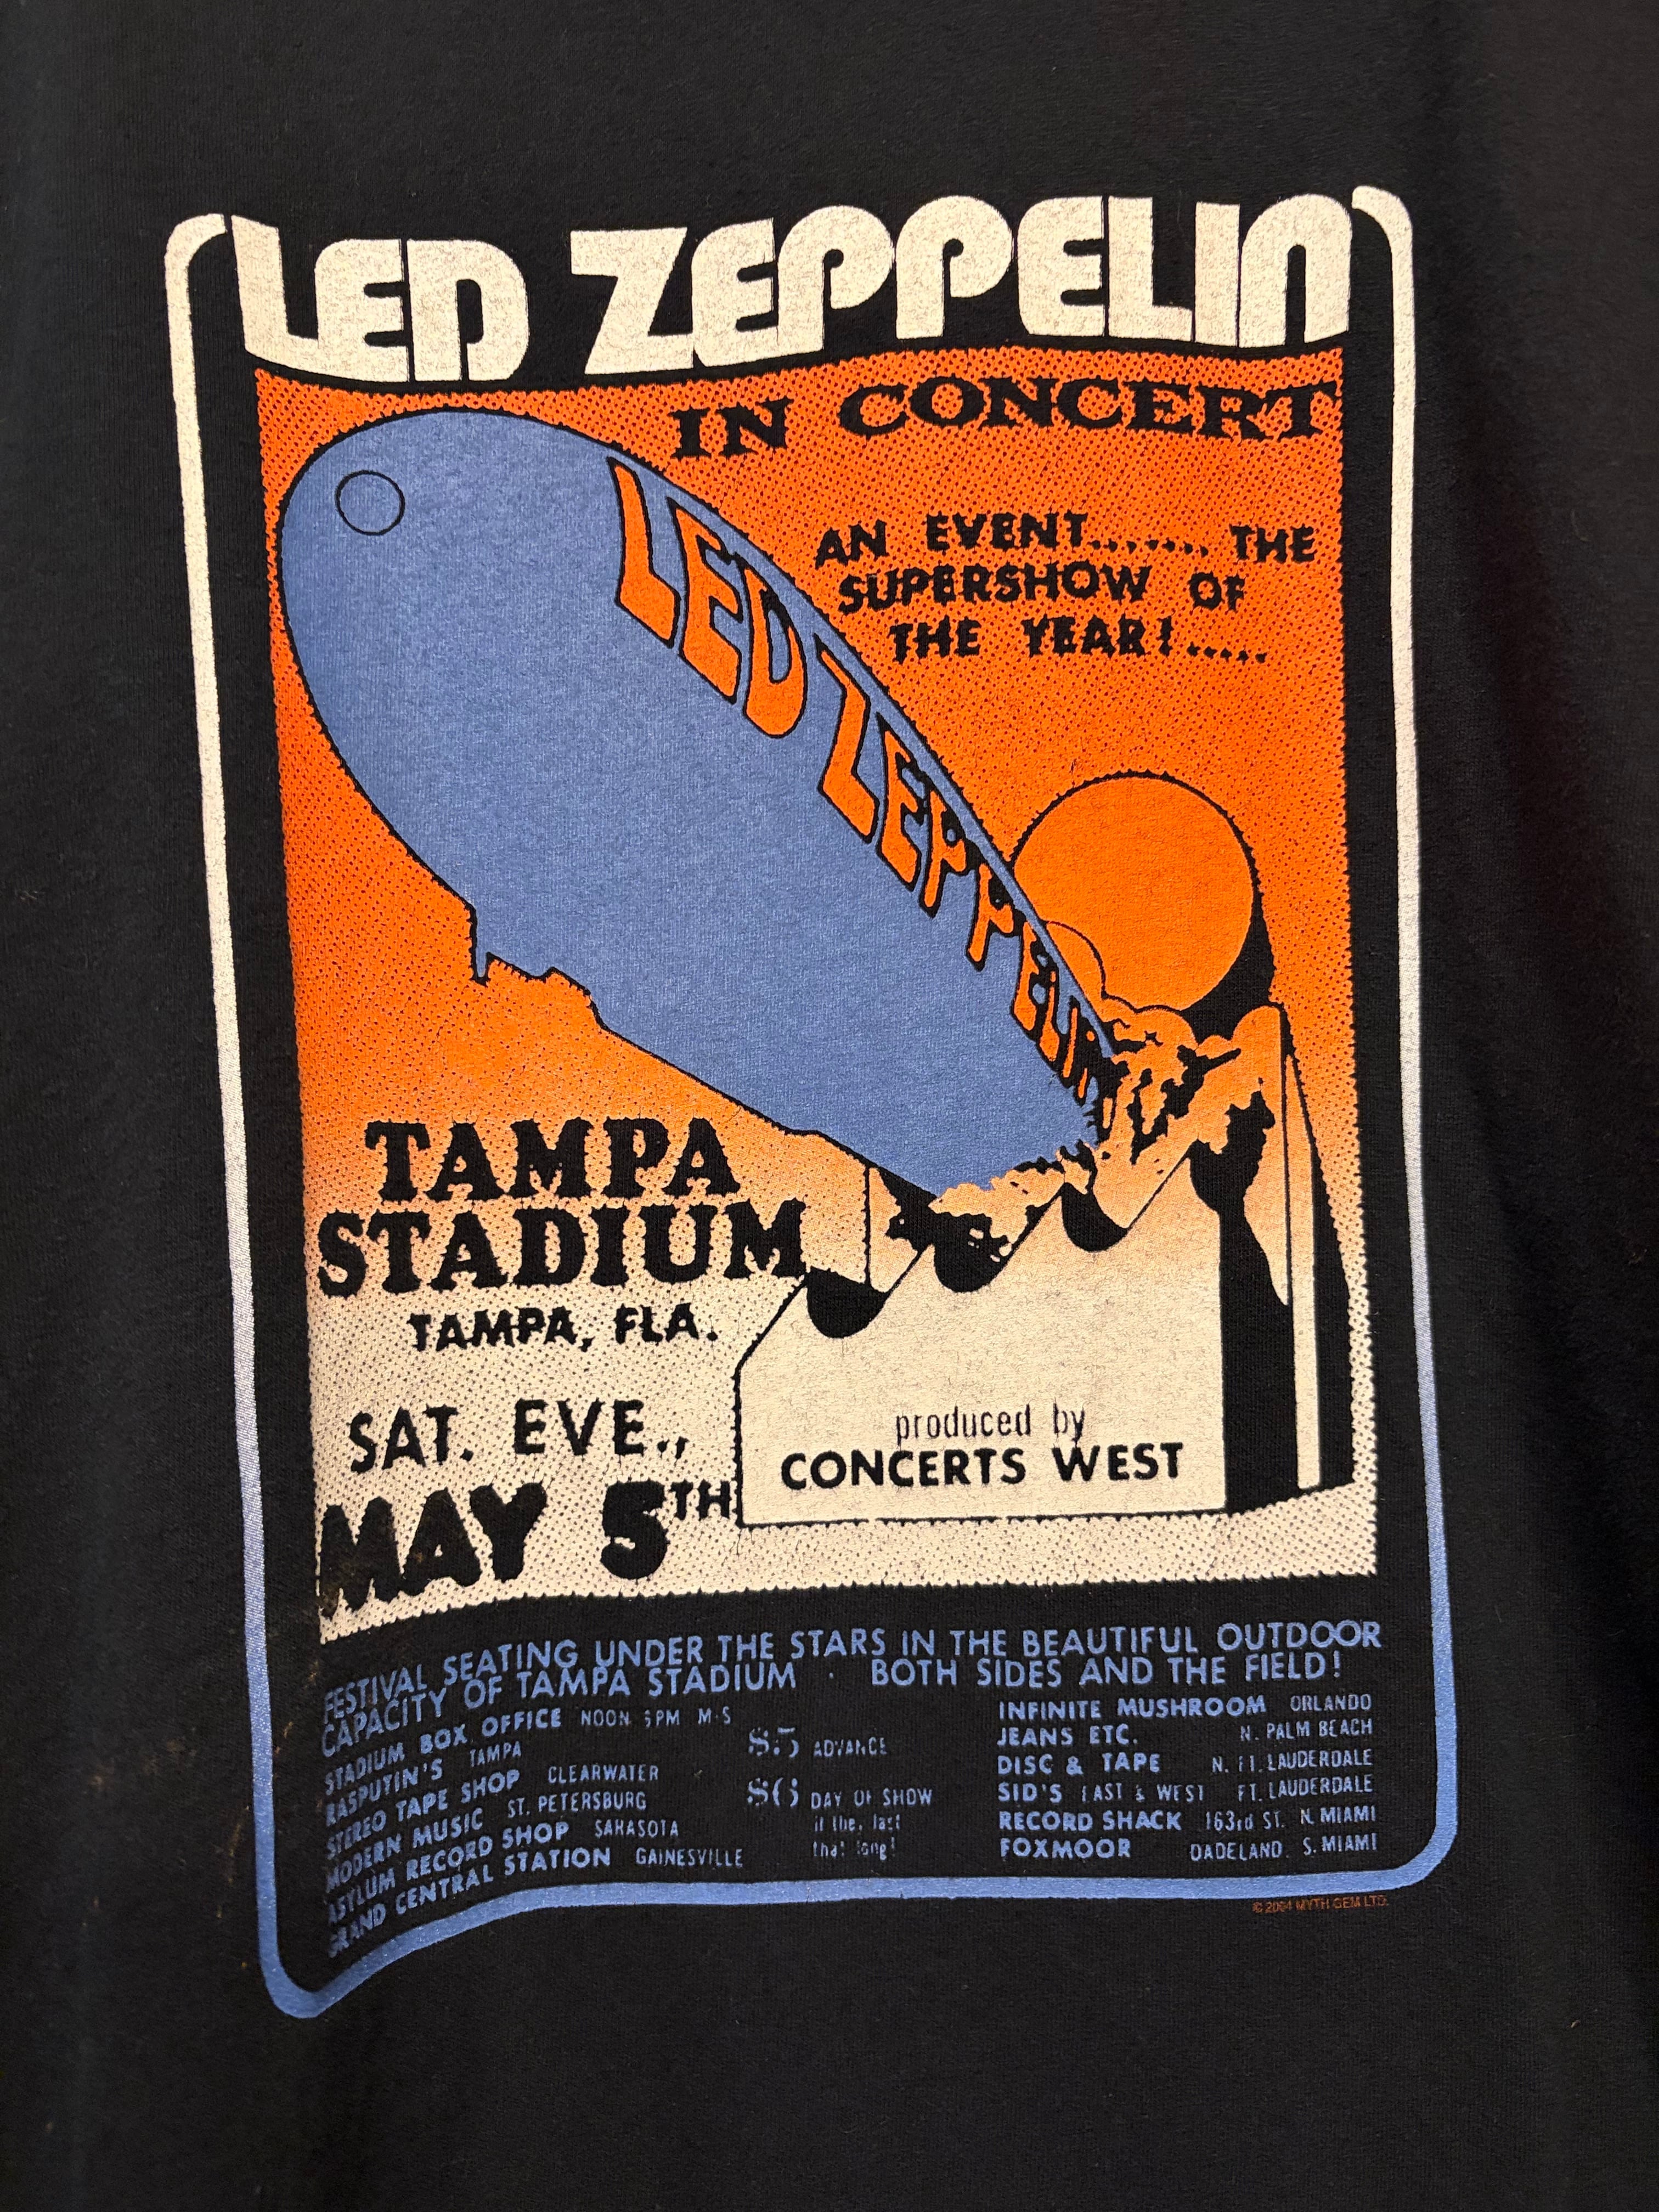 LED ZEPPELIN
IN CONCERT
AN EVENT....... THE
SUPERSHOW OF
THE YEAR!.....
LED ZEPPELIN
TAMPA
STADIUM
TAMPA, FLA.
SAT. EVE.,
MAY 5TH
produced by
CONCERTS WEST
FESTIVAL SEATING UNDER THE STARS IN THE BEAUTIFUL OUTDOOR
CAPACITY OF TAMPA STADIUM · BOTH SIDES AND THE FIELD!
STADIUM BOX OFFICE NOON 5PM M-S
RASPUTIN'S TAMPA
STEREO TAPE SHOP CLEARWATER
MODERN MUSIC ST. PETERSBURG
ASYLUM RECORD SHOP SARASOTA
GRAND CENTRAL STATION GAINESVILLE
$5 ADVANCE
$6 DAY OF SHOW
if the, last
that long!
INFINITE MUSHROOM ORLANDO
JEANS ETC. N. PALM BEACH
DISC & TAPE N. FT. LAUDERDALE
SID'S EAST & WEST FT. LAUDERDALE
RECORD SHACK 163rd ST. N. MIAMI
FOXMOOR DADELAND S. MIAMI
© 2004 MYTH GEM LTD.